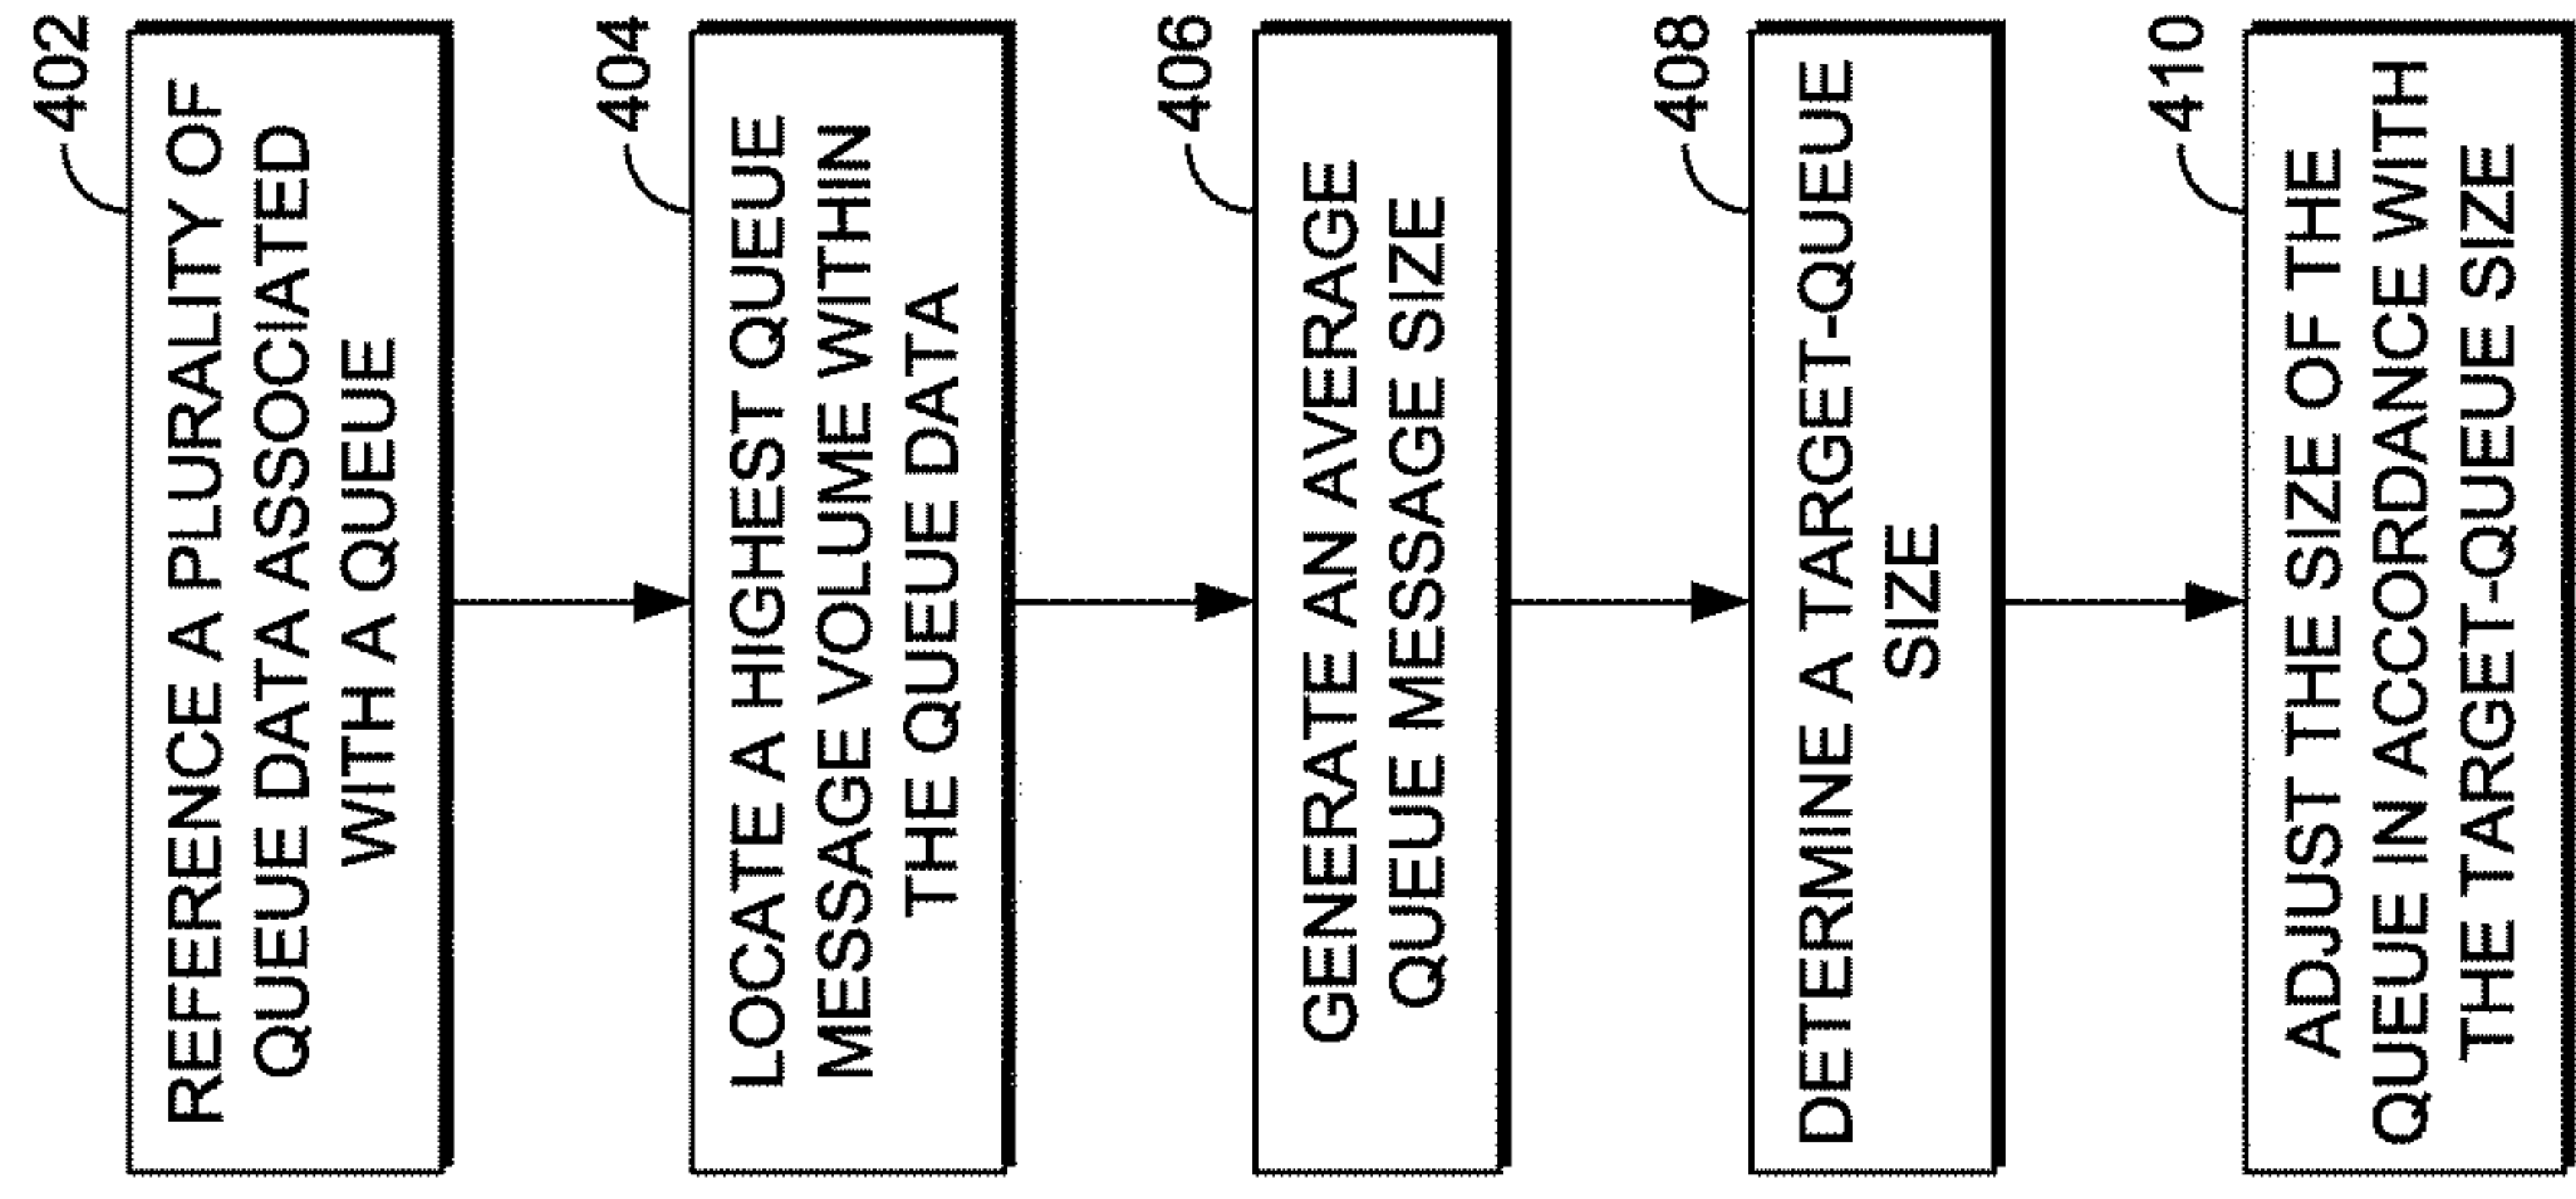 402
REFERENCE A PLURALITY OF
QUEUE DATA ASSOCIATED
WITH A QUEUE
404
LOCATE A HIGHEST QUEUE
MESSAGE VOLUME WITHIN
THE QUEUE DATA
406
GENERATE AN AVERAGE
QUEUE MESSAGE SIZE
408
DETERMINE A TARGET-QUEUE
SIZE
410
ADJUST THE SIZE OF THE
QUEUE IN ACCORDANCE WITH
THE TARGET-QUEUE SIZE